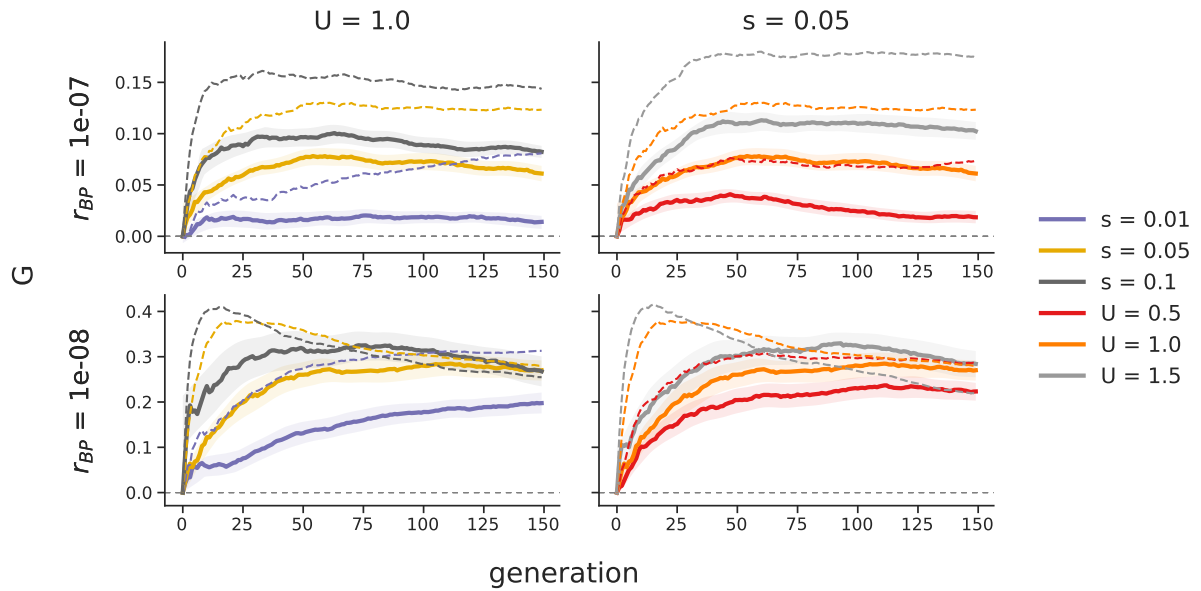 U = 1.0
s = 0.05
r_BP = 1e-07
0.15
0.10
0.05
0.00
0 25 50 75 100 125 150
0 25 50 75 100 125 150
G
r_BP = 1e-08
0.4
0.3
0.2
0.1
0.0
0 25 50 75 100 125 150
0 25 50 75 100 125 150
generation
s = 0.01
s = 0.05
s = 0.1
U = 0.5
U = 1.0
U = 1.5